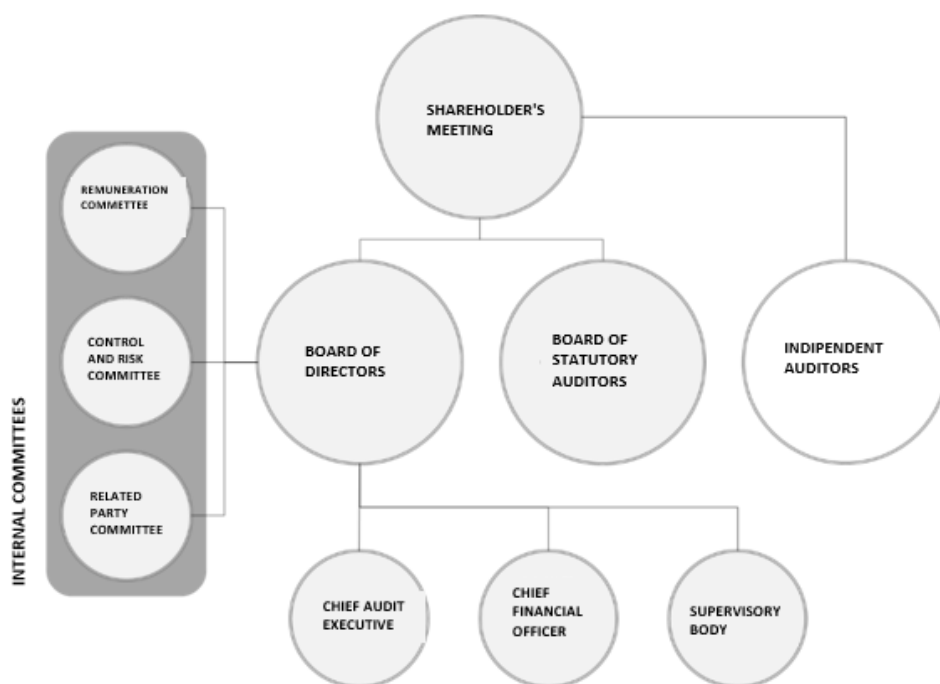 SHAREHOLDER'S
MEETING
REMUNERATION
COMMITTEE
CONTROL
AND RISK
COMMITTEE
RELATED
PARTY
COMMITTEE
INTERNAL COMMITTEES
BOARD OF
DIRECTORS
BOARD OF
STATUTORY
AUDITORS
INDIPENDENT
AUDITORS
CHIEF AUDIT
EXECUTIVE
CHIEF
FINANCIAL
OFFICER
SUPERVISORY
BODY